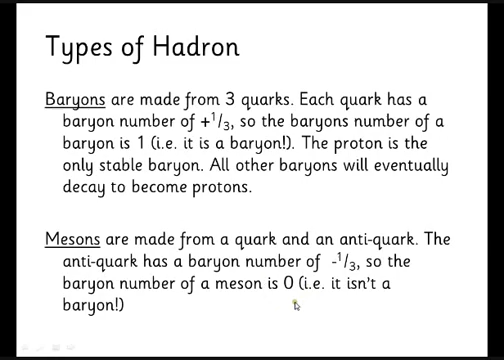 Types of Hadron
Baryons are made from 3 quarks. Each quark has a
baryon number of +1/3, so the baryons number of a
baryon is 1 (i.e. it is a baryon!). The proton is the
only stable baryon. All other baryons will eventually
decay to become protons.
Mesons are made from a quark and an anti-quark. The
anti-quark has a baryon number of -1/3, so the
baryon number of a meson is 0 (i.e. it isn't a
baryon!)